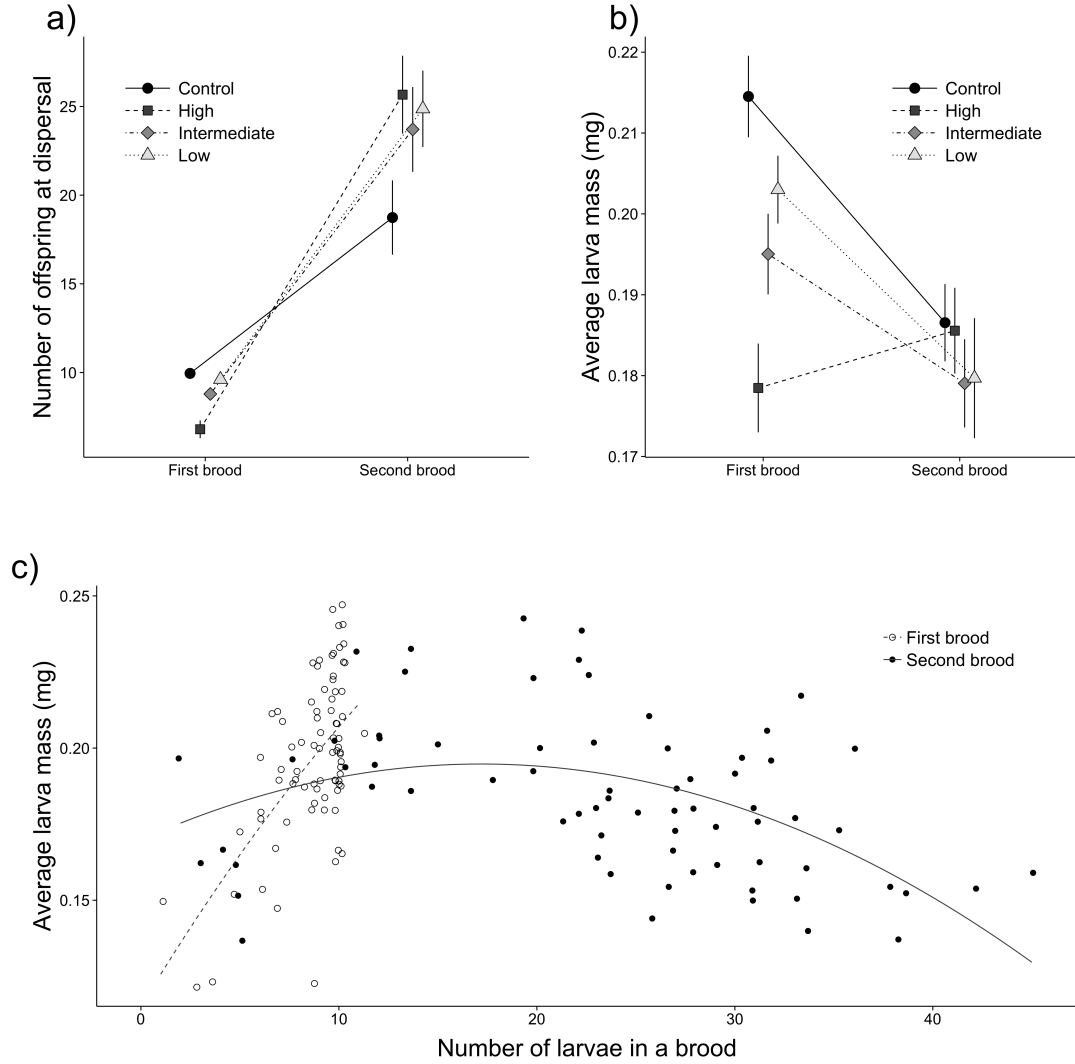 a)
Number of offspring at dispersal
25
20
15
10
Control
High
Intermediate
Low
First brood
Second brood
b)
Average larva mass (mg)
0.22
0.21
0.20
0.19
0.18
0.17
Control
High
Intermediate
Low
First brood
Second brood
c)
Average larva mass (mg)
0.25
0.20
0.15
First brood
Second brood
0
10
20
30
40
Number of larvae in a brood